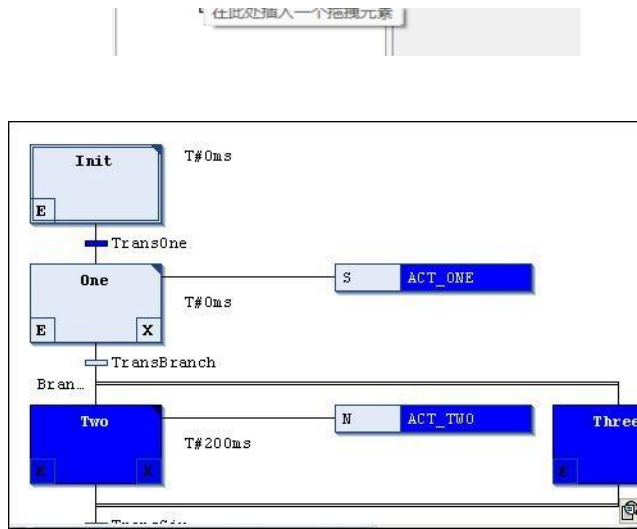 在此处插入一个拖拽元素
Init
T#0ms
E
TransOne
One
S
ACT_ONE
T#0ms
E
X
TransBranch
Bran…
Two
N
ACT_TWO
Three
T#200ms
E
X
E